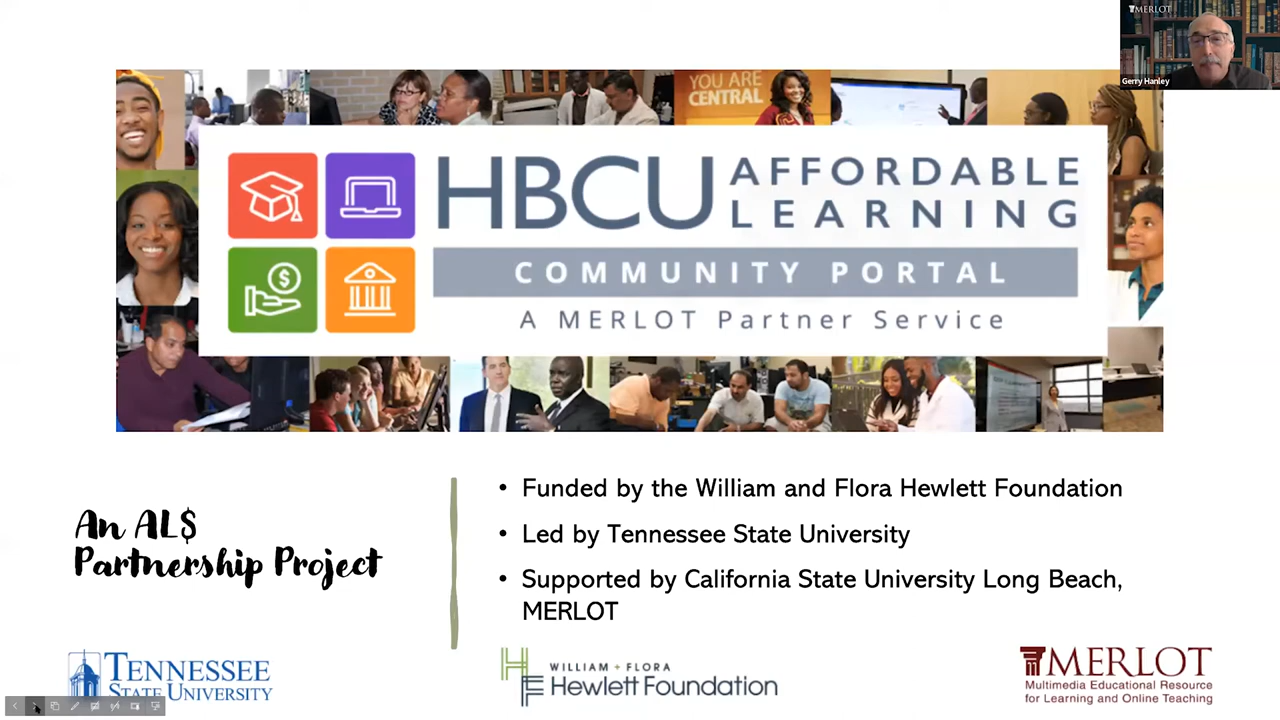 MERLOT
Gerry Hanley
YOU ARE
CENTRAL
HBCU AFFORDABLE
LEARNING
COMMUNITY PORTAL
A MERLOT Partner Service
An AL$
Partnership Project
• Funded by the William and Flora Hewlett Foundation
• Led by Tennessee State University
• Supported by California State University Long Beach,
MERLOT
TENNESSEE
STATE UNIVERSITY
WILLIAM + FLORA
Hewlett Foundation
MERLOT
Multimedia Educational Resource
for Learning and Online Teaching